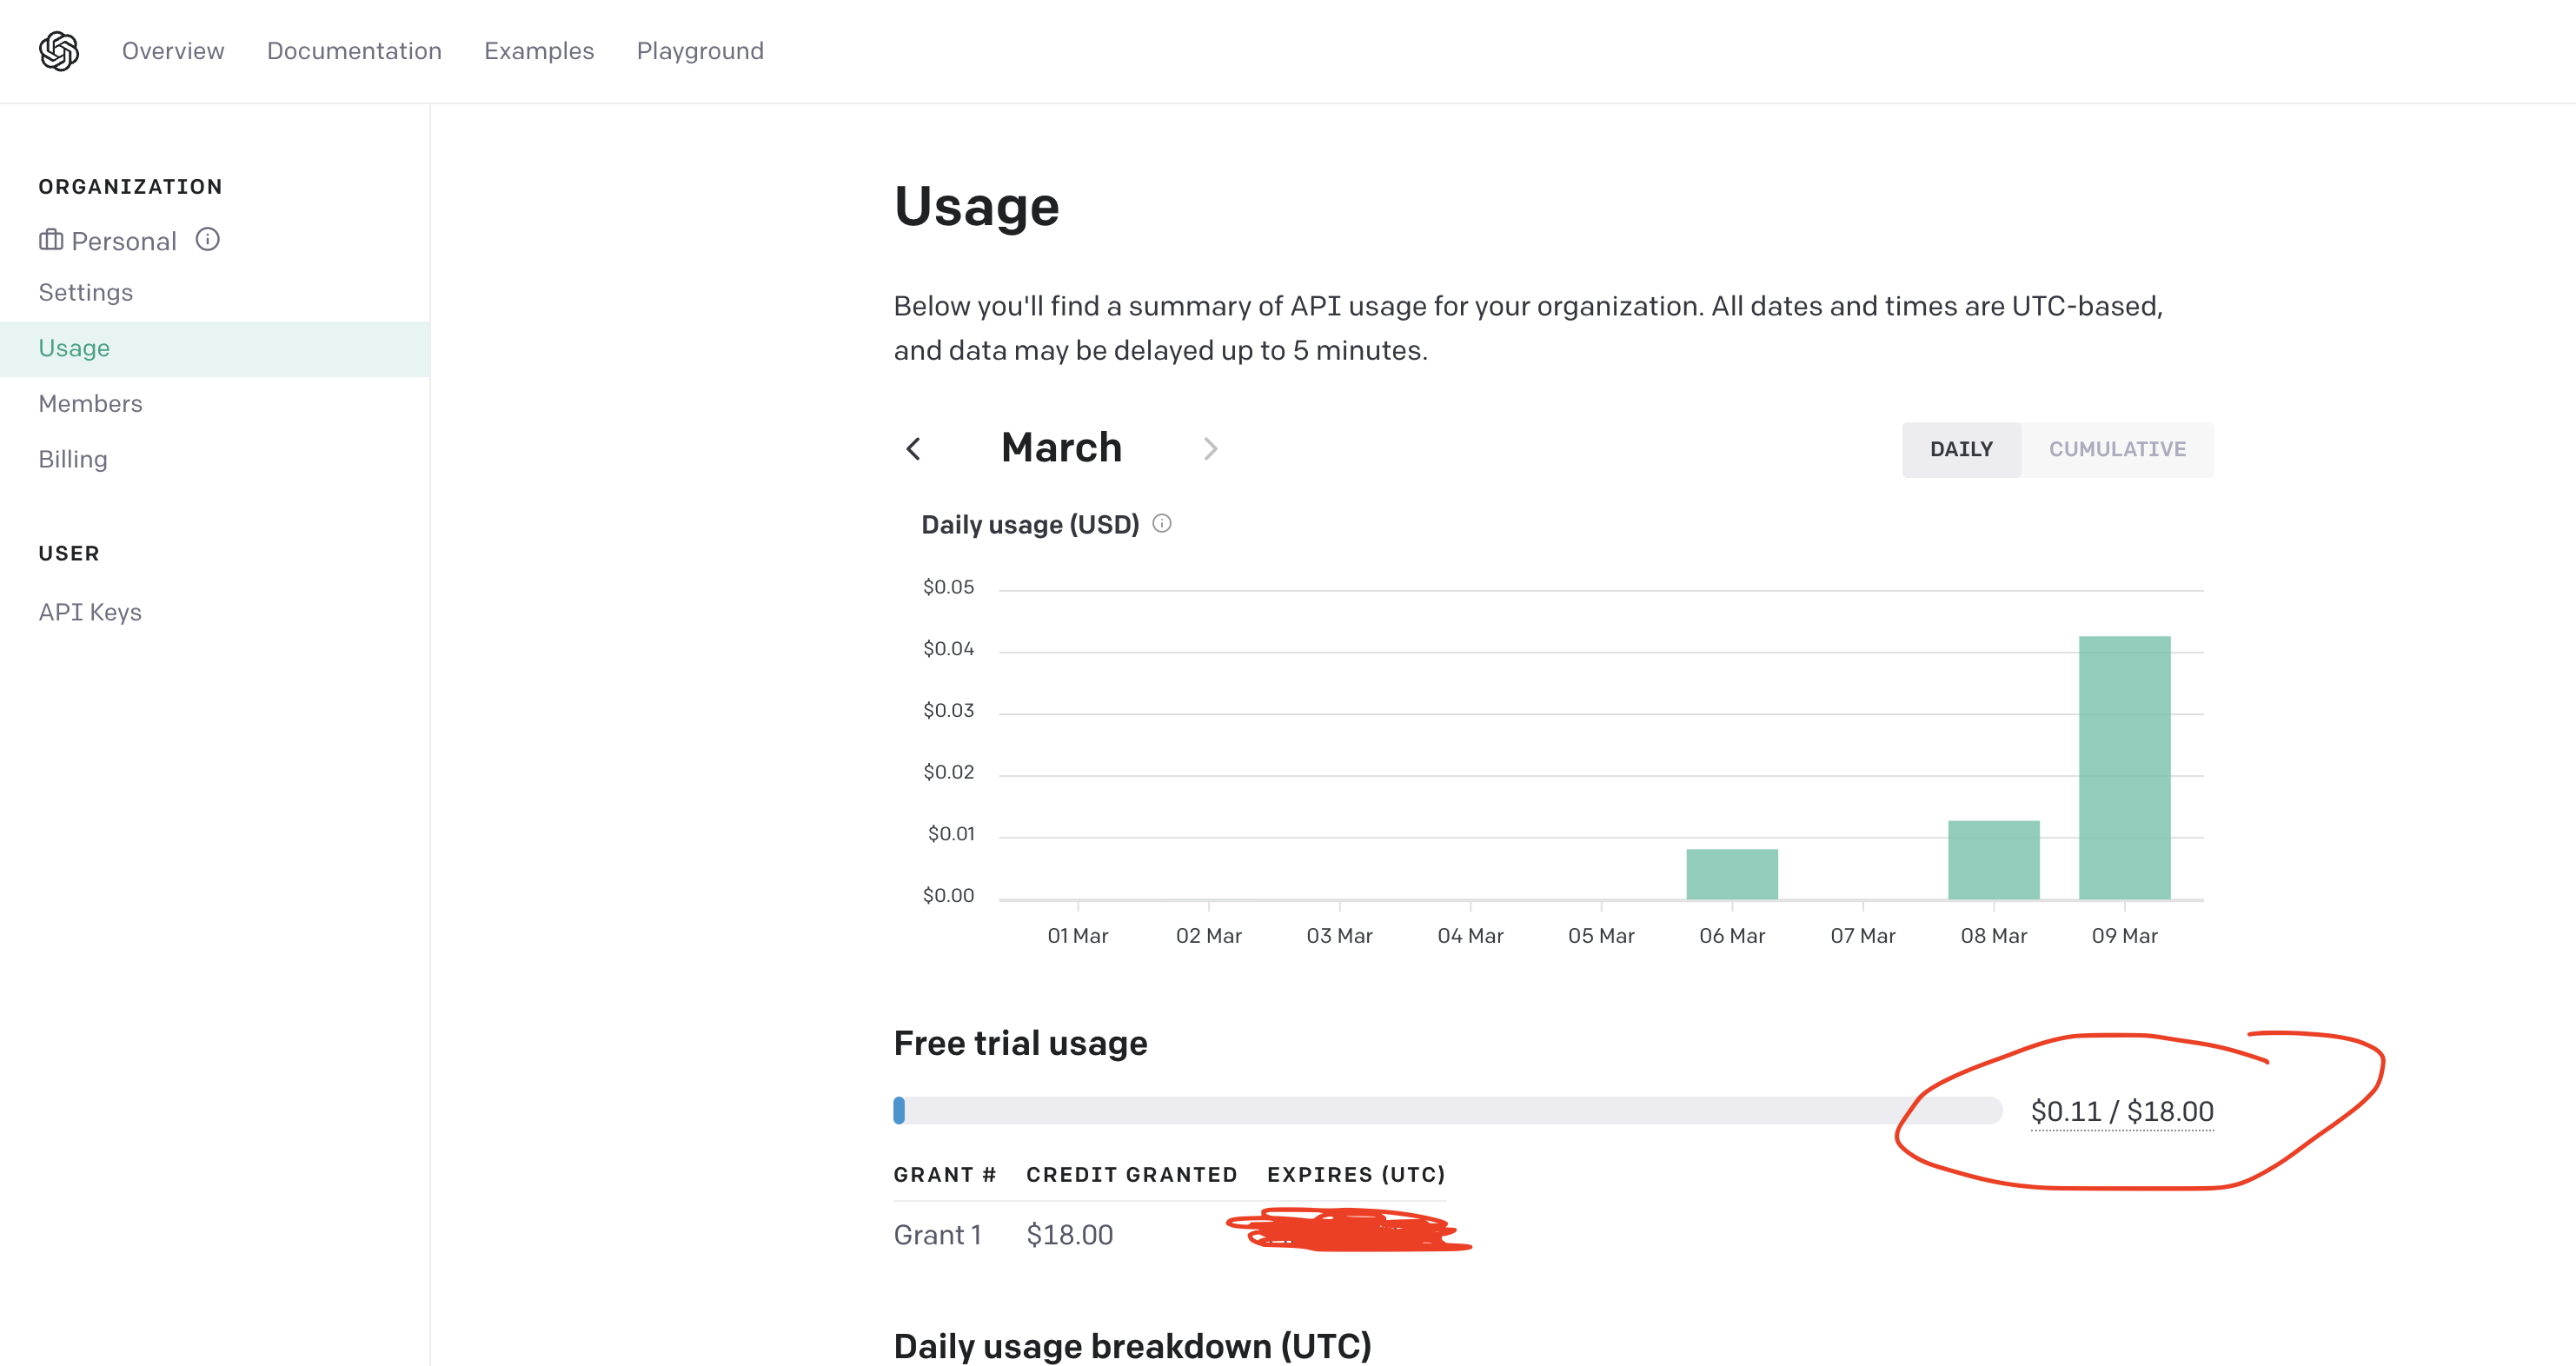 Overview Documentation Examples Playground
ORGANIZATION
Personal
Settings
Usage
Members
Billing
USER
API Keys
Usage
Below you'll find a summary of API usage for your organization. All dates and times are UTC-based,
and data may be delayed up to 5 minutes.
March
DAILY CUMULATIVE
Daily usage (USD)
$0.05
$0.04
$0.03
$0.02
$0.01
$0.00
01 Mar 02 Mar 03 Mar 04 Mar 05 Mar 06 Mar 07 Mar 08 Mar 09 Mar
Free trial usage
$0.11 / $18.00
GRANT # CREDIT GRANTED EXPIRES (UTC)
Grant 1 $18.00
Daily usage breakdown (UTC)